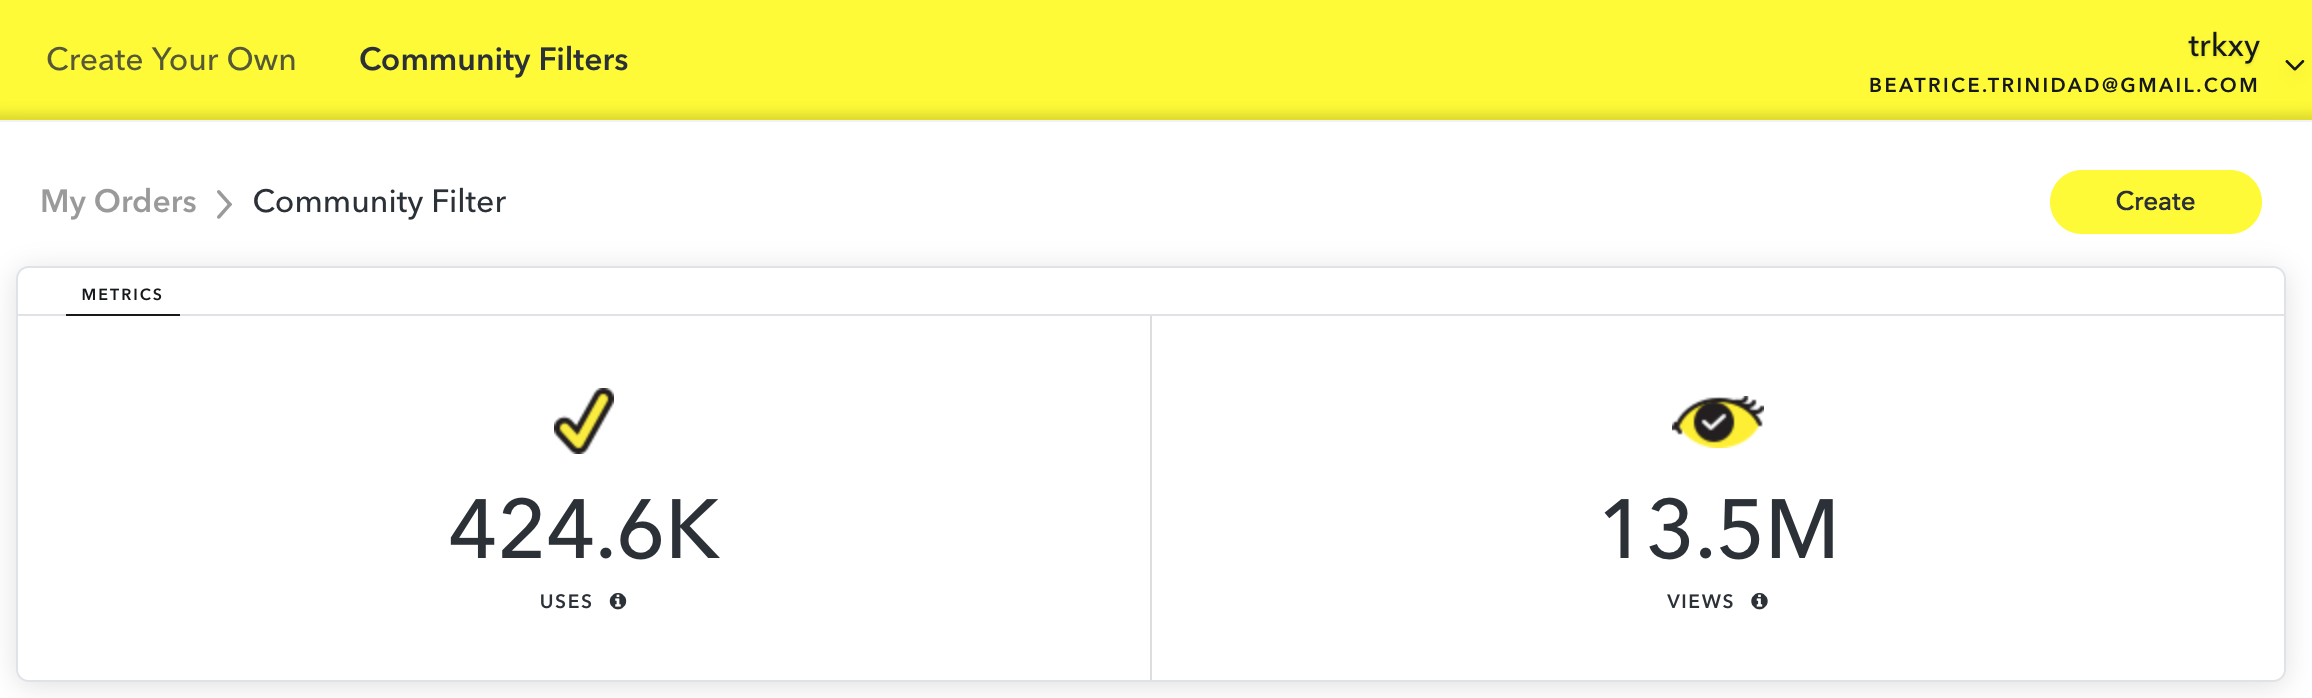 Create Your Own
Community Filters
trkxy
BEATRICE.TRINIDAD@GMAIL.COM
My Orders
Community Filter
Create
METRICS
424.6K
USES
13.5M
VIEWS